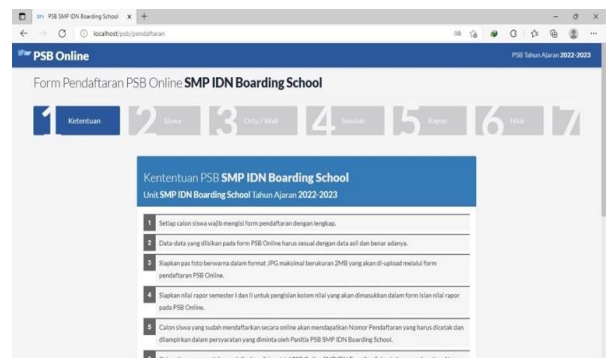 PSB SMP IDN Boarding School
localhost/psb/pendaftaran
PSB Online
PSB Tahun Ajaran 2022-2023
Form Pendaftaran PSB Online SMP IDN Boarding School
1 Ketentuan 2 Siswa 3 Ortu / Wali 4 Sekolah 5 Rapor 6 Nilai 7
Kententuan PSB SMP IDN Boarding School
Unit SMP IDN Boarding School Tahun Ajaran 2022-2023
1 Setiap calon siswa wajib mengisi form pendaftaran dengan lengkap.
2 Data-data yang diisikan pada form PSB Online harus sesuai dengan data asli dan benar adanya.
3 Siapkan pas foto berwarna dalam format JPG maksimal berukuran 2MB yang akan di-upload melalui form
pendaftaran PSB Online.
4 Siapkan nilai rapor semester I dan II untuk pengisian kolom nilai yang akan dimasukkan dalam form isian nilai rapor
pada PSB Online.
5 Calon siswa yang sudah mendaftarkan secara online akan mendapatkan Nomor Pendaftaran yang harus dicetak dan
dilampirkan dalam persyaratan yang diminta oleh Panitia PSB SMP IDN Boarding School.